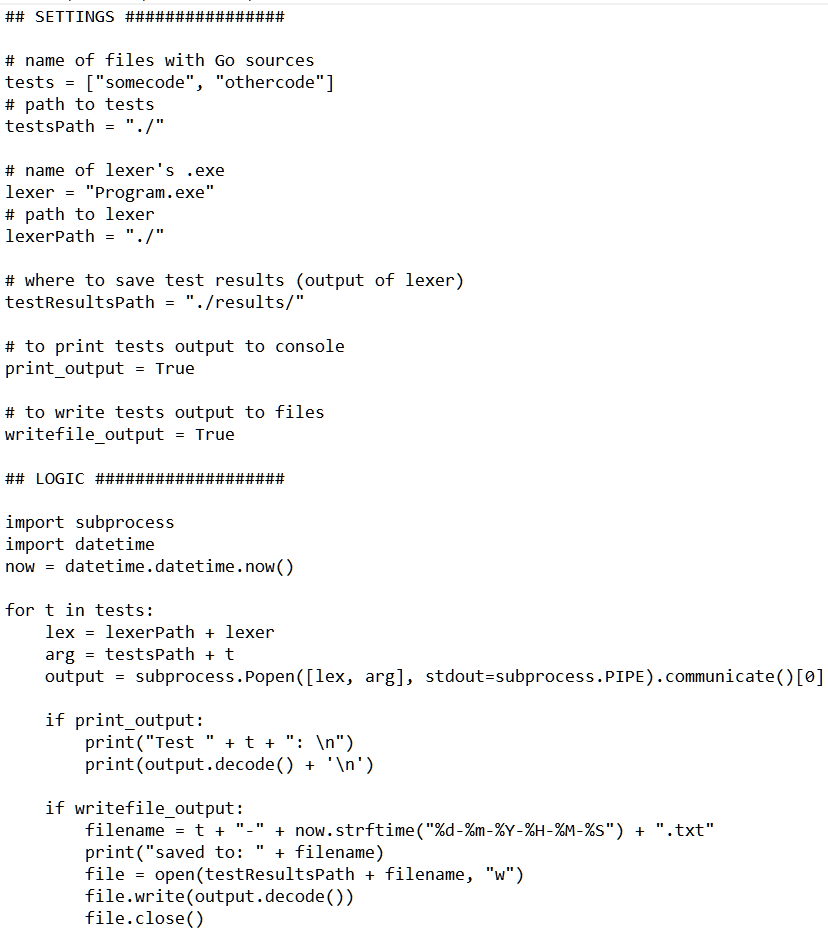 ## SETTINGS ################
# name of files with Go sources
tests = ["somecode", "othercode"]
# path to tests
testsPath = "./"
# name of lexer's .exe
lexer = "Program.exe"
# path to lexer
lexerPath = "./"
# where to save test results (output of lexer)
testResultsPath = "./results/"
# to print tests output to console
print_output = True
# to write tests output to files
writefile_output = True
## LOGIC ###################
import subprocess
import datetime
now = datetime.datetime.now()
for t in tests:
    lex = lexerPath + lexer
    arg = testsPath + t
    output = subprocess.Popen([lex, arg], stdout=subprocess.PIPE).communicate()[0]
    if print_output:
        print("Test " + t + ": \n")
        print(output.decode() + '\n')
    if writefile_output:
        filename = t + "-" + now.strftime("%d-%m-%Y-%H-%M-%S") + ".txt"
        print("saved to: " + filename)
        file = open(testResultsPath + filename, "w")
        file.write(output.decode())
        file.close()